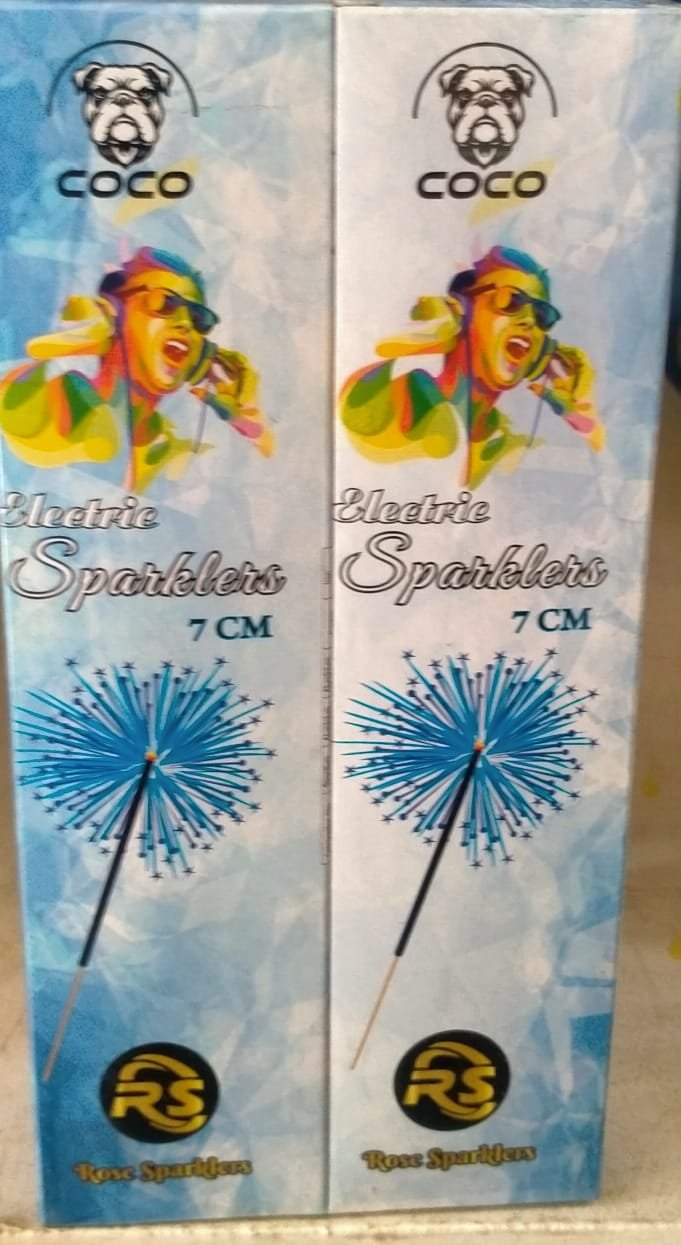 COCO
Electric
Sparklers
7 CM
RS
Rose Sparklers
COCO
Electric
Sparklers
7 CM
RS
Rose Sparklers